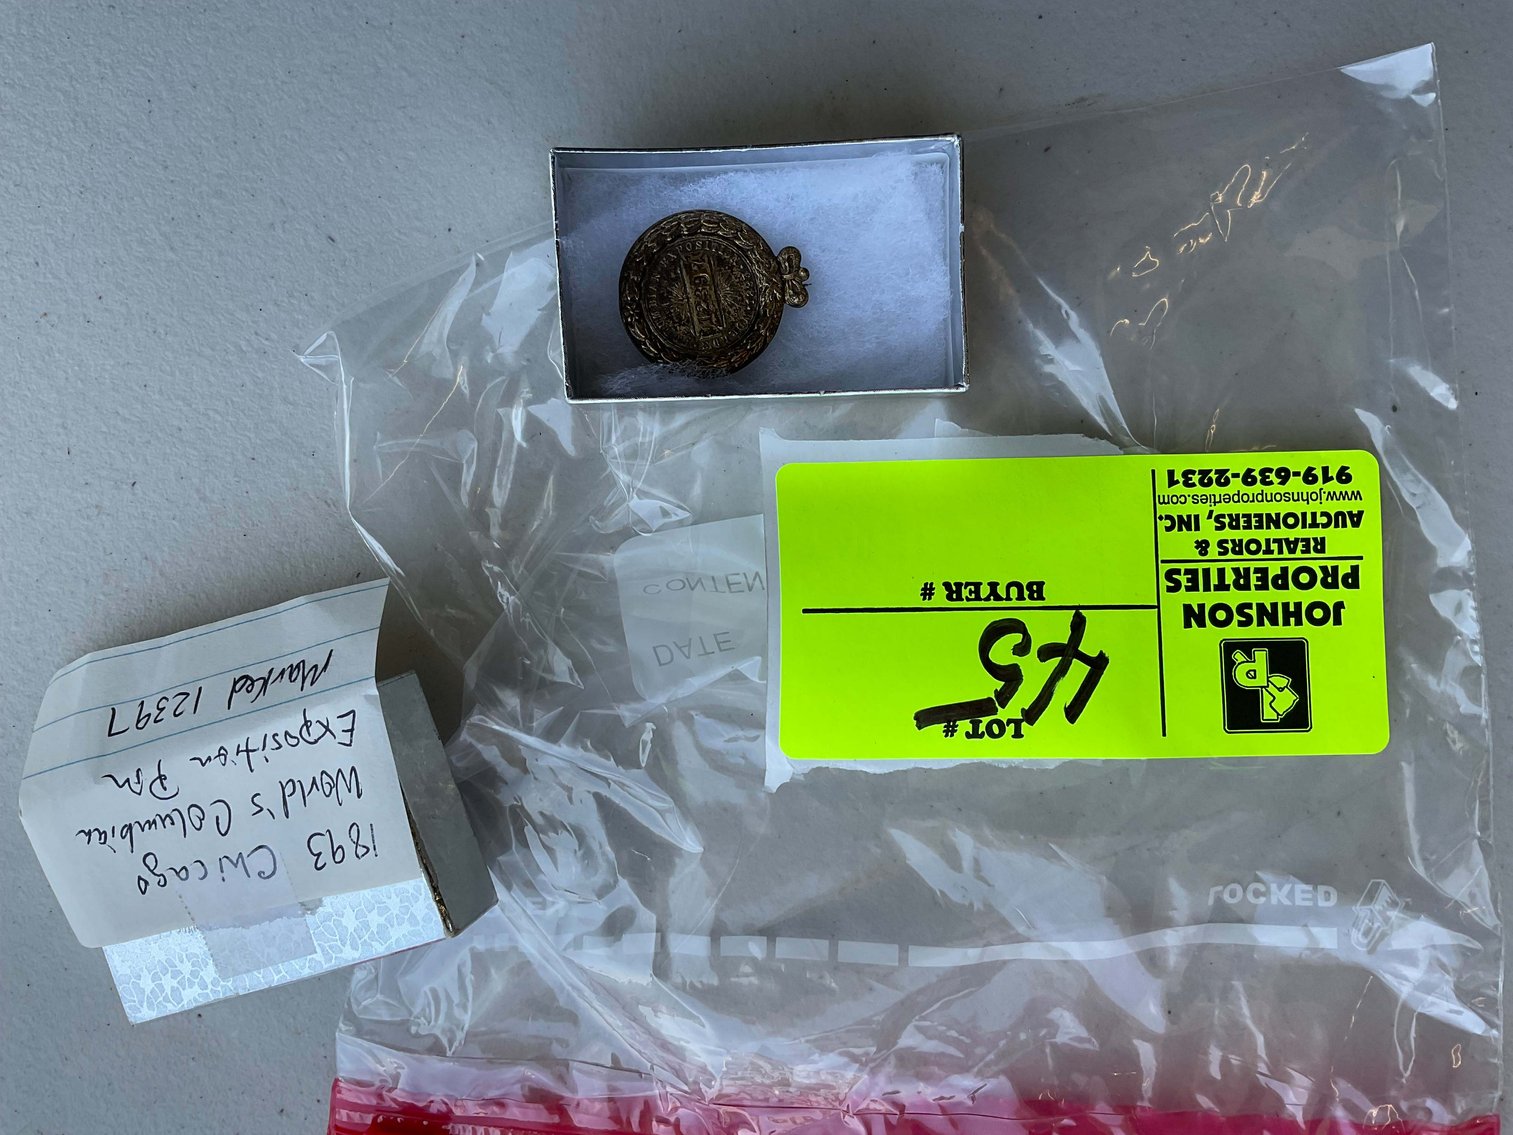 JOHNSON
PROPERTIES
REALTORS &
AUCTIONEERS, INC.
www.johnsonproperties.com
919-639-2231
LOT #
45
BUYER #
1893 Chicago
World's Columbian
Exposition Pin
Marked 12397
DATE
CONTEN
LOCKED